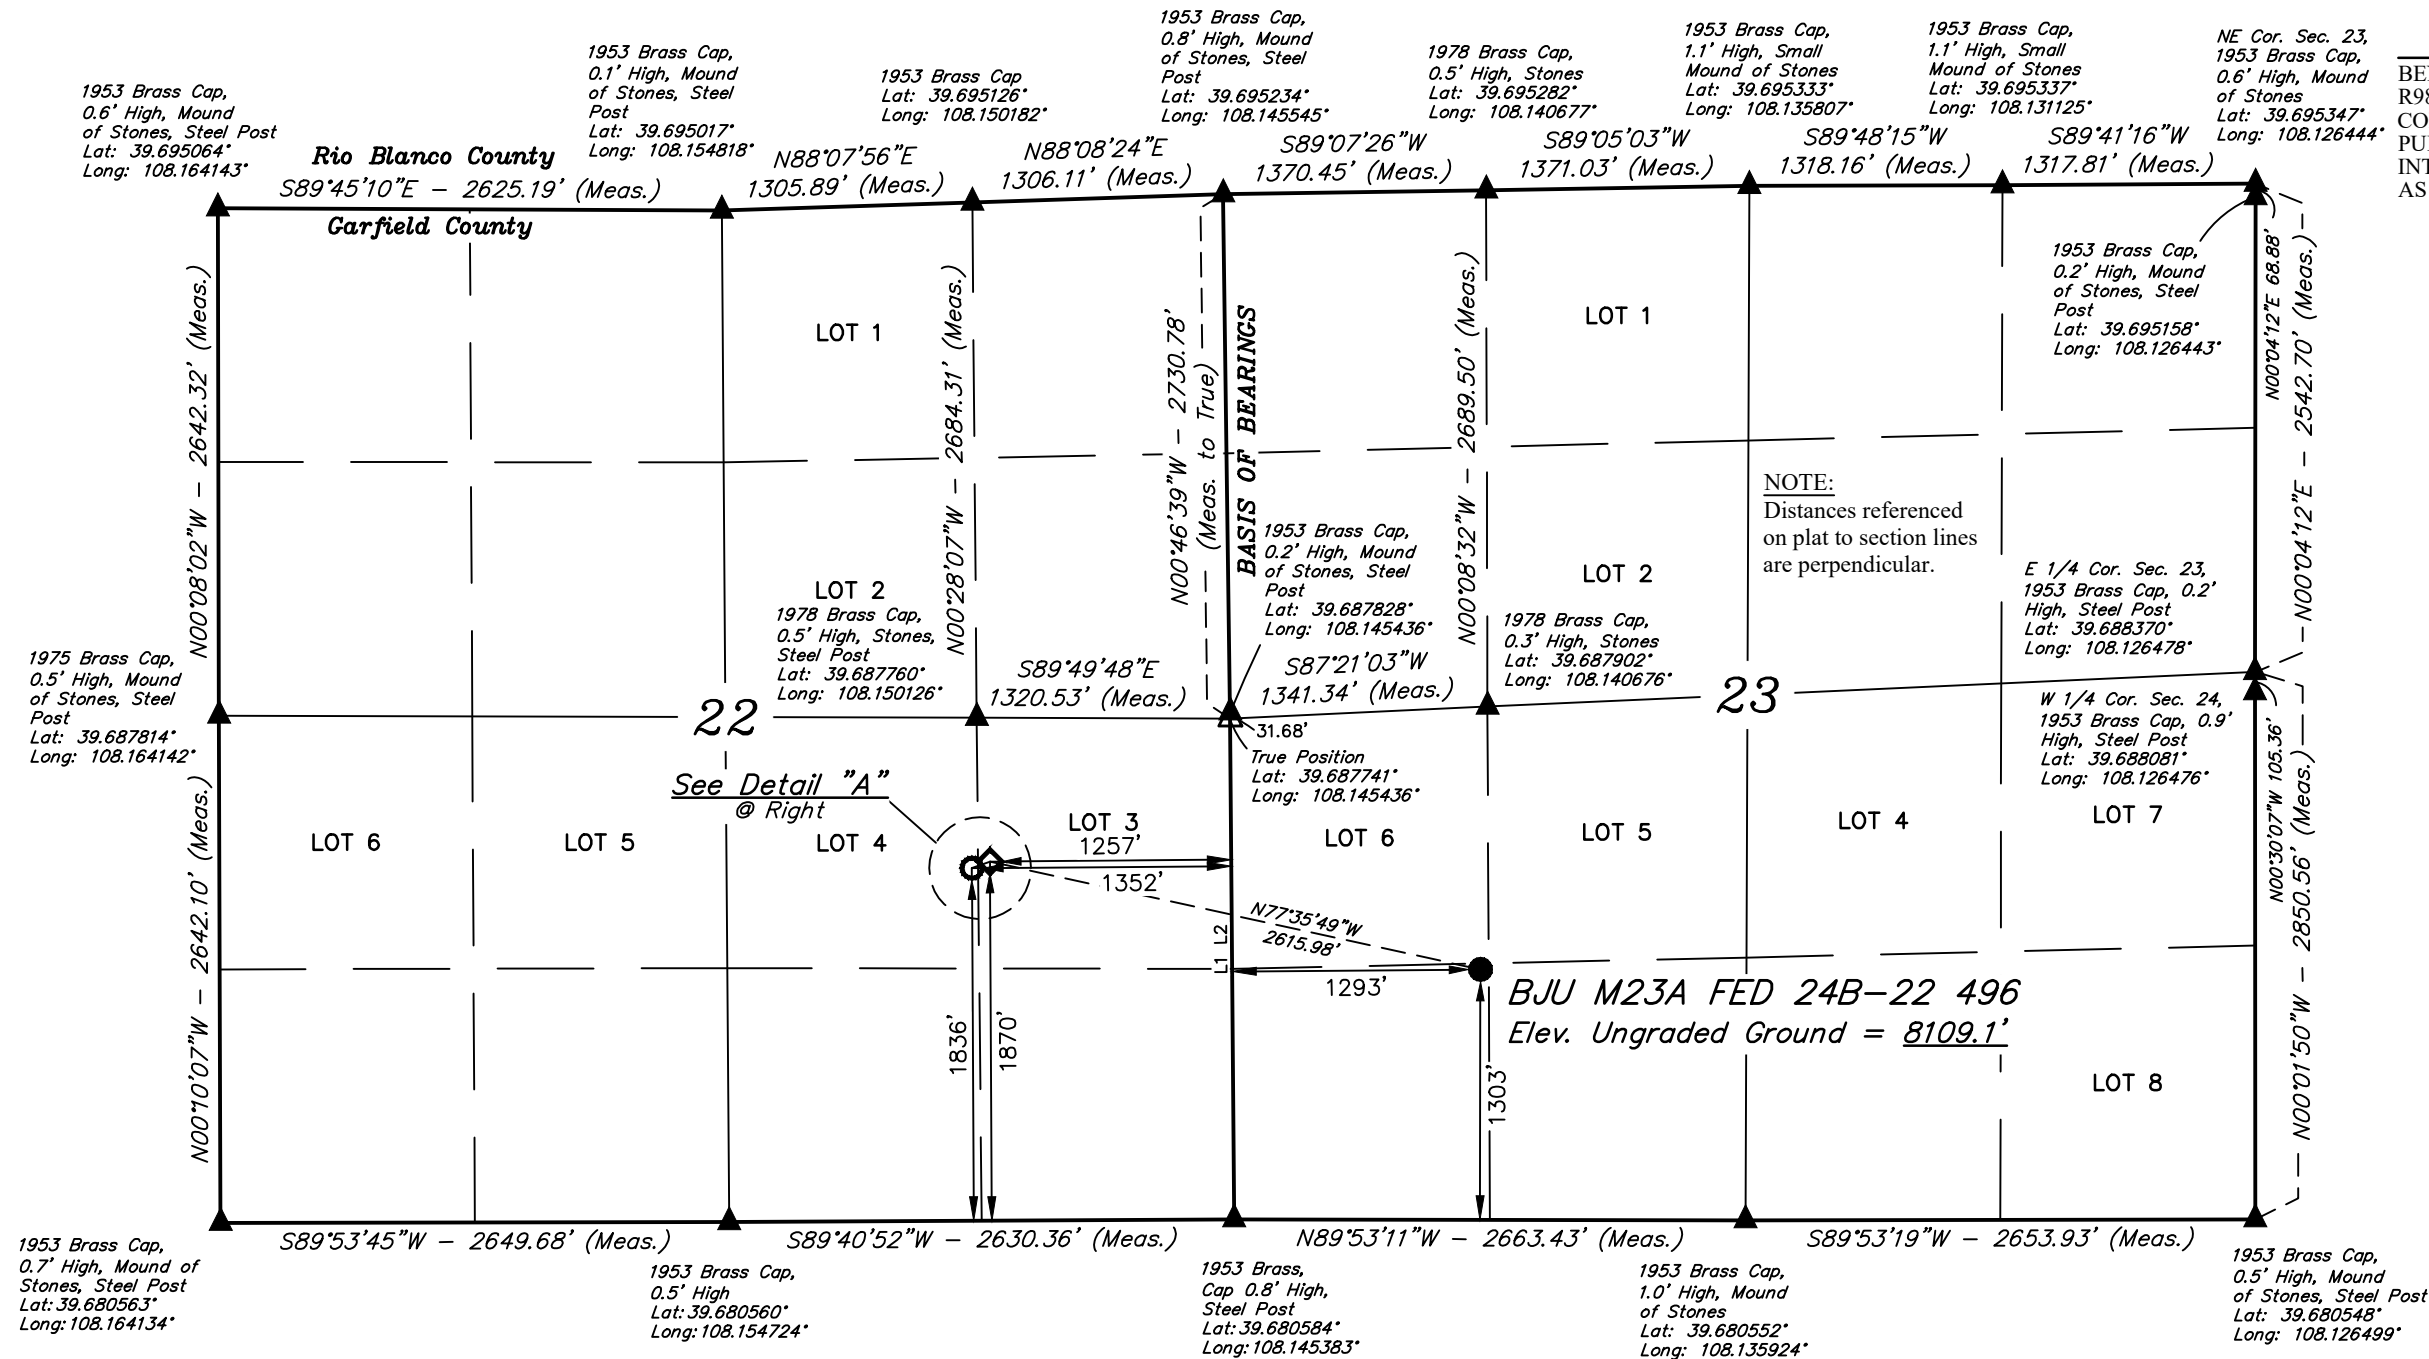 1953 Brass Cap,
0.6' High, Mound
of Stones, Steel Post
Lat: 39.695064°
Long: 108.164143°
1953 Brass Cap,
0.1' High, Mound
of Stones, Steel
Post
Lat: 39.695017°
Long: 108.154818°
1953 Brass Cap
Lat: 39.695126°
Long: 108.150182°
1953 Brass Cap,
0.8' High, Mound
of Stones, Steel
Post
Lat: 39.695234°
Long: 108.145545°
1978 Brass Cap,
0.5' High, Stones
Lat: 39.695282°
Long: 108.140677°
1953 Brass Cap,
1.1' High, Small
Mound of Stones
Lat: 39.695333°
Long: 108.135807°
1953 Brass Cap,
1.1' High, Small
Mound of Stones
Lat: 39.695337°
Long: 108.131125°
NE Cor. Sec. 23,
1953 Brass Cap,
0.6' High, Mound
of Stones
Lat: 39.695347°
Long: 108.126444°
R98
CO
INT
AS
Rio Blanco County
S89°45'10"E - 2625.19' (Meas.)
Garfield County
N88°07'56"E
1305.89' (Meas.)
N88°08'24"E
1306.11' (Meas.)
S89°07'26"W
1370.45' (Meas.)
S89°05'03"W
1371.03' (Meas.)
S89°48'15"W
1318.16' (Meas.)
S89°41'16"W
1317.81' (Meas.)
N00°08'02"W - 2642.32' (Meas.)
LOT 1
N00°28'07"W - 2684.31' (Meas.)
N00°46'39"W - 2730.78'
(Meas. to True)
BASIS OF BEARINGS
N00°08'32"W - 2689.50' (Meas.)
LOT 1
1953 Brass Cap,
0.2' High, Mound
of Stones, Steel
Post
Lat: 39.695158°
Long: 108.126443°
N00°04'12"E 68.88'
N00°04'12"E - 2542.70' (Meas.)
NOTE:
Distances referenced
on plat to section lines
are perpendicular.
LOT 2
1978 Brass Cap,
0.5' High, Stones,
Steel Post
Lat: 39.687760°
Long: 108.150126°
1953 Brass Cap,
0.2' High, Mound
of Stones, Steel
Post
Lat: 39.687828°
Long: 108.145436°
LOT 2
1978 Brass Cap,
0.3' High, Stones
Lat: 39.687902°
Long: 108.140676°
E 1/4 Cor. Sec. 23,
1953 Brass Cap, 0.2'
High, Steel Post
Lat: 39.688370°
Long: 108.126478°
1975 Brass Cap,
0.5' High, Mound
of Stones, Steel
Post
Lat: 39.687814°
Long: 108.164142°
22
S89°49'48"E
1320.53' (Meas.)
S87°21'03"W
1341.34' (Meas.)
23
W 1/4 Cor. Sec. 24,
1953 Brass Cap, 0.9'
High, Steel Post
Lat: 39.688081°
Long: 108.126476°
31.68'
True Position
Lat: 39.687741°
Long: 108.145436°
N00°30'07"W 105.36'
N00°01'50"W - 2850.56' (Meas.)
See Detail "A"
@ Right
N00°10'07"W - 2642.10' (Meas.)
LOT 6
LOT 5
LOT 4
LOT 3
LOT 6
LOT 5
LOT 4
LOT 7
1257'
1352'
N77°35'49"W
2615.98'
L1 L2
1293'
BJU M23A FED 24B-22 496
Elev. Ungraded Ground = 8109.1'
1836'
1870'
1303'
LOT 8
S89°53'45"W - 2649.68' (Meas.)
S89°40'52"W - 2630.36' (Meas.)
N89°53'11"W - 2663.43' (Meas.)
S89°53'19"W - 2653.93' (Meas.)
1953 Brass Cap,
0.7' High, Mound of
Stones, Steel Post
Lat: 39.680563°
Long: 108.164134°
1953 Brass Cap,
0.5' High
Lat: 39.680560°
Long: 108.154724°
1953 Brass,
Cap 0.8' High,
Steel Post
Lat: 39.680584°
Long: 108.145383°
1953 Brass Cap,
1.0' High, Mound
of Stones
Lat: 39.680552°
Long: 108.135924°
1953 Brass Cap,
0.5' High, Mound
of Stones, Steel Post
Lat: 39.680548°
Long: 108.126499°